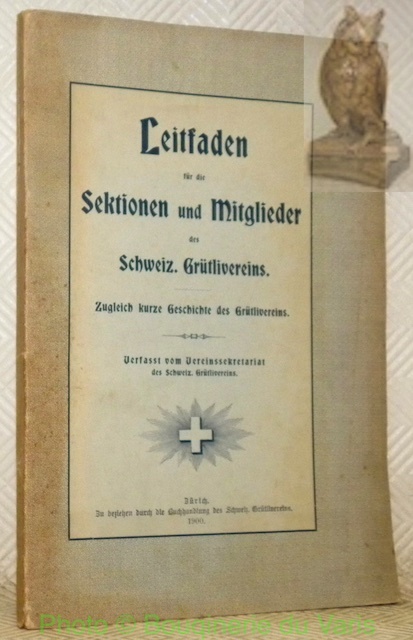 Leitfaden
für die
Sektionen und Mitglieder
des
Schweiz. Grütlivereins.
Zugleich kurze Geschichte des Grütlivereins.
Verfasst vom Vereinssekretariat
des Schweiz. Grütlivereins.
Zürich.
Zu beziehen durch die Buchhandlung des Schweiz. Grütlivereins.
1900.
Photo © Bouquinerie du Varis